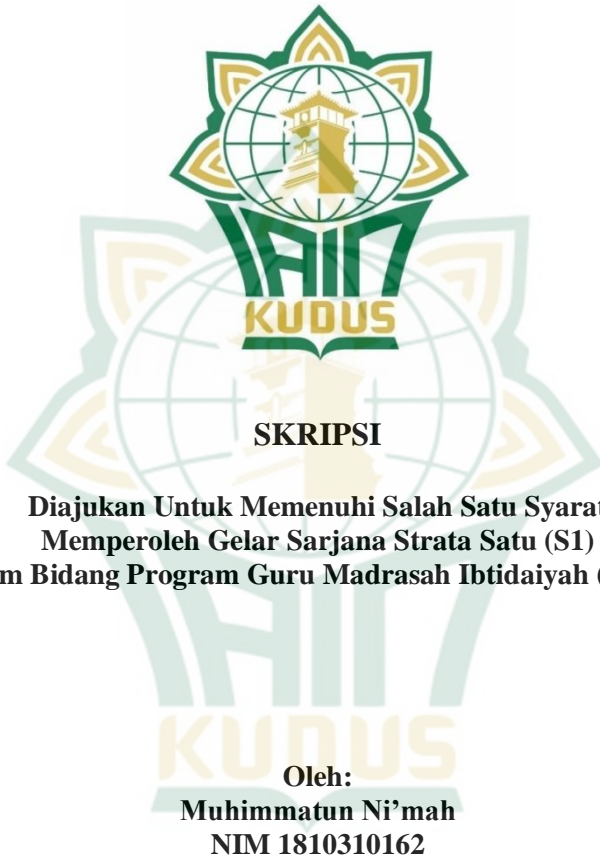 IAIN
KUDUS
SKRIPSI
Diajukan Untuk Memenuhi Salah Satu Syarat
Memperoleh Gelar Sarjana Strata Satu (S1)
m Bidang Program Guru Madrasah Ibtidaiyah (
Oleh:
Muhimmatun Ni’mah
NIM 1810310162